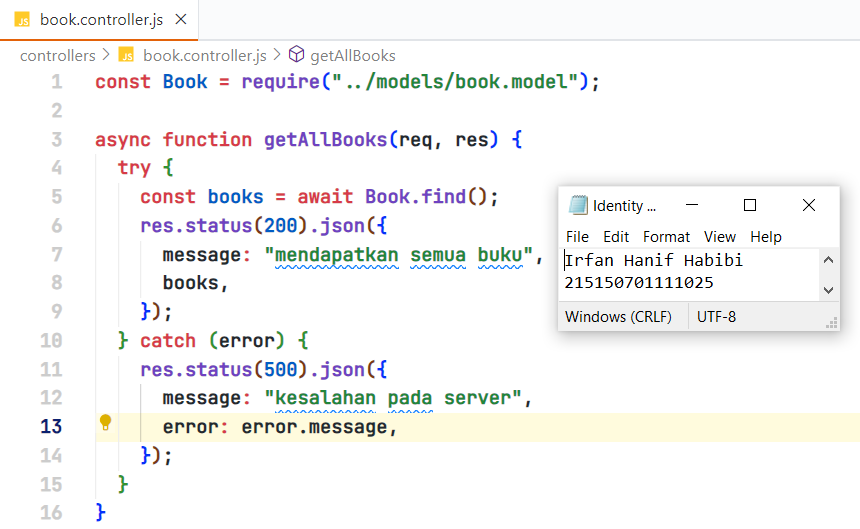 book.controller.js
controllers > book.controller.js > getAllBooks
1 const Book = require("../models/book.model");
2
3 async function getAllBooks(req, res) {
4   try {
5     const books = await Book.find();
6     res.status(200).json({
7       message: "mendapatkan semua buku",
8       books,
9     });
10   } catch (error) {
11     res.status(500).json({
12       message: "kesalahan pada server",
13       error: error.message,
14     });
15   }
16 }
Identity ...
File Edit Format View Help
Irfan Hanif Habibi
215150701111025
Windows (CRLF) UTF-8